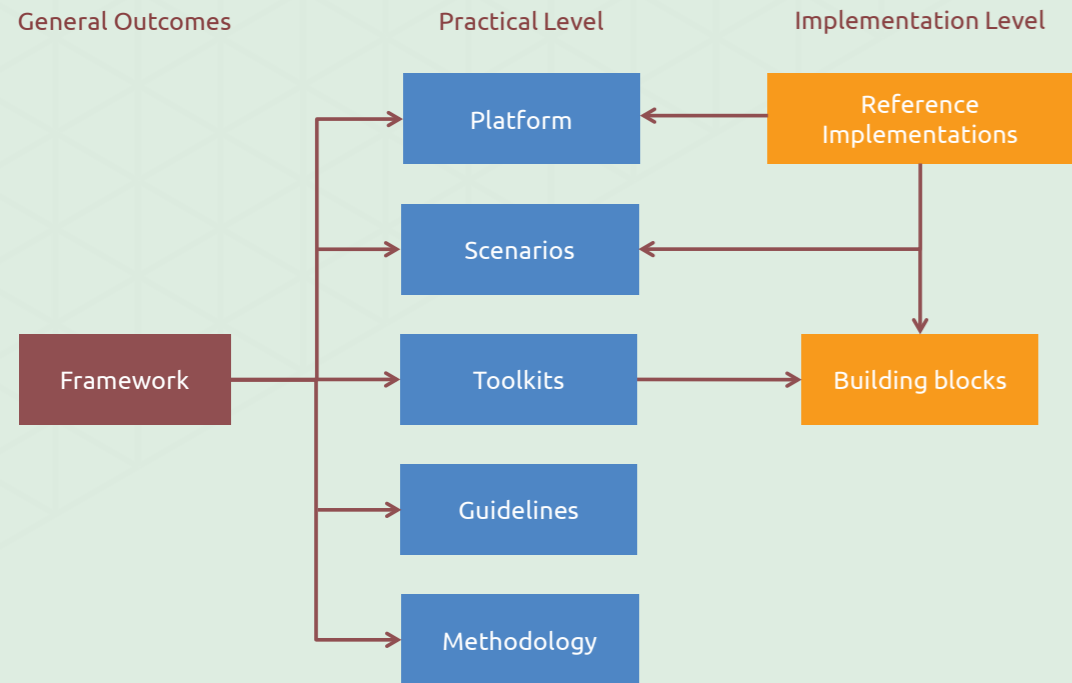 General Outcomes
Practical Level
Implementation Level
Platform
Reference
Implementations
Scenarios
Framework
Toolkits
Building blocks
Guidelines
Methodology